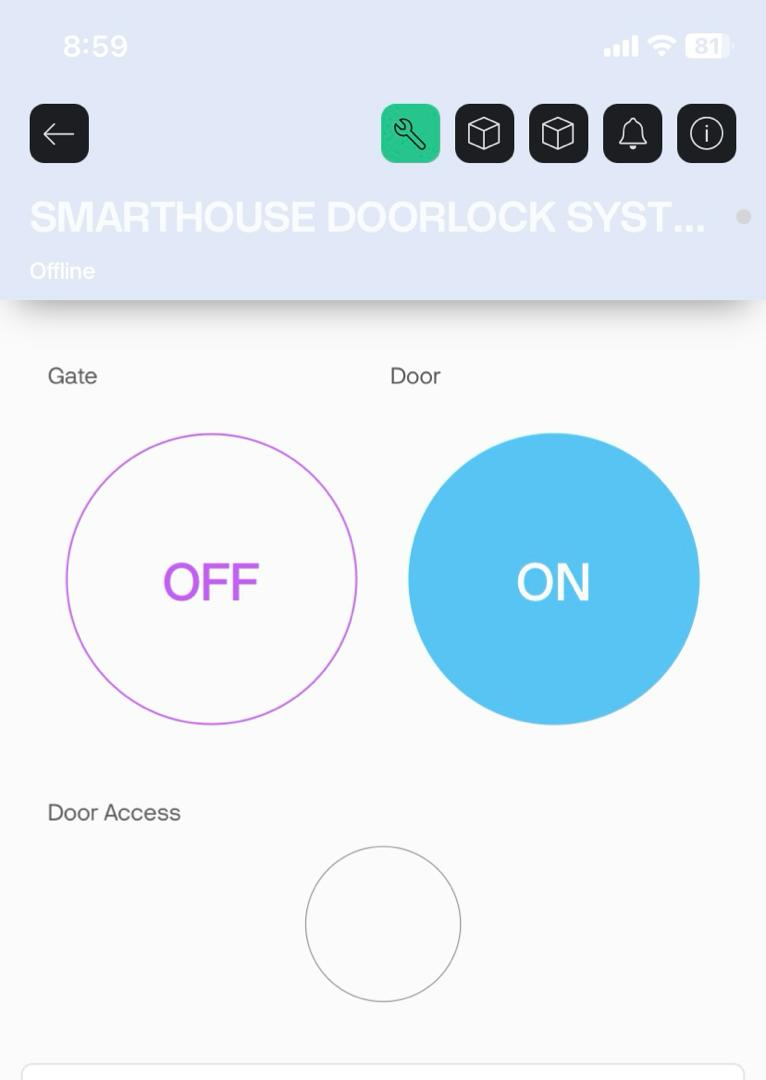 8:59
81
SMARTHOUSE DOORLOCK SYST...
Offline
Gate
Door
OFF
ON
Door Access